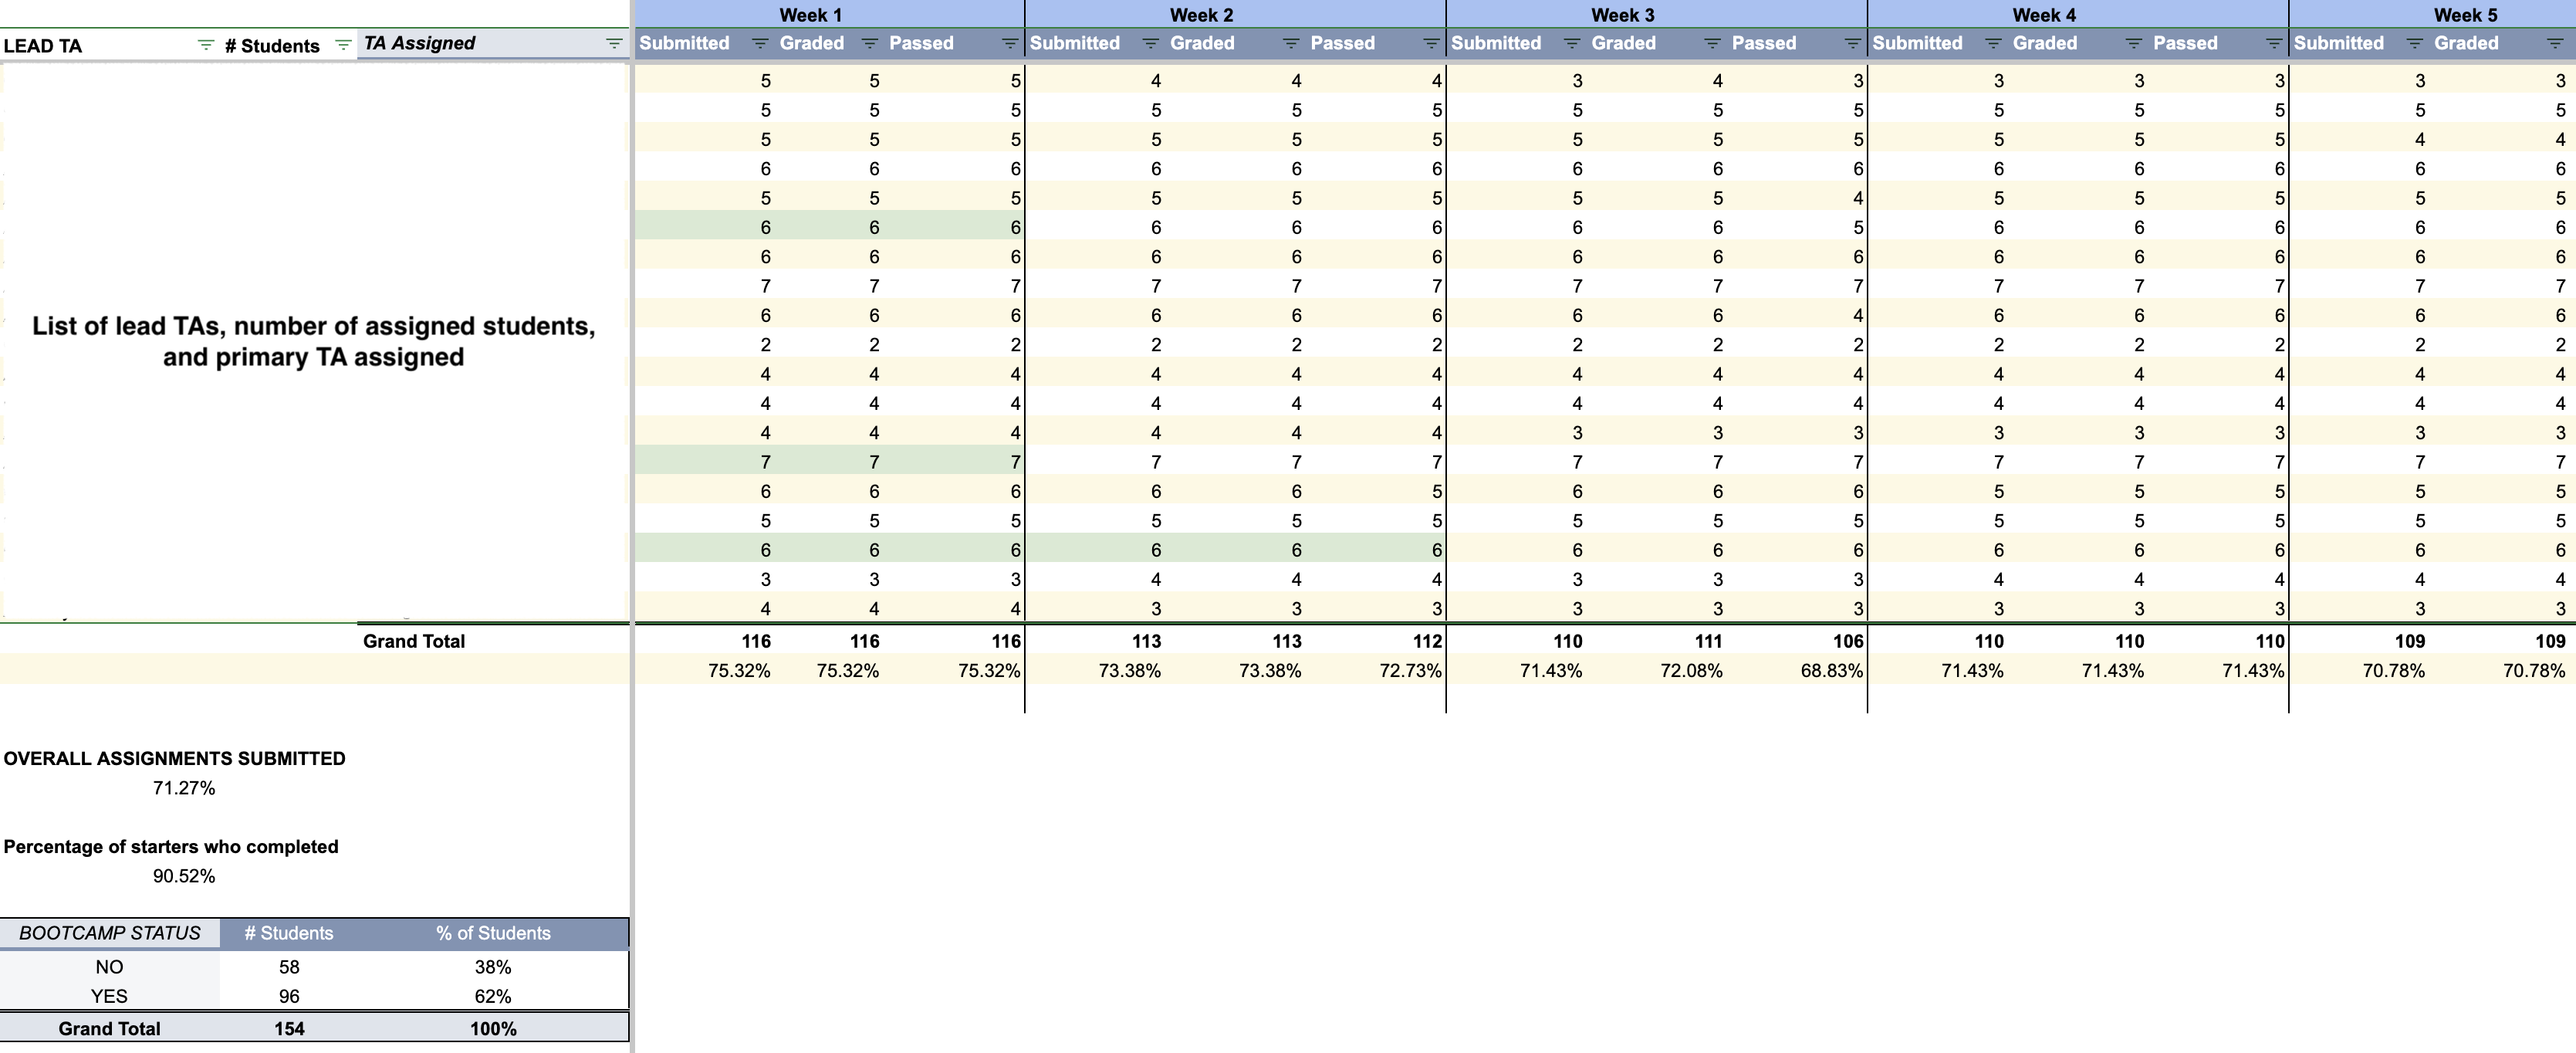 Week 1 Week 2 Week 3 Week 4 Week 5
LEAD TA # Students TA Assigned Submitted Graded Passed Submitted Graded Passed Submitted Graded Passed Submitted Graded Passed Submitted Graded
5 5 5 4 4 4 3 4 3 3 3 3 3 3
5 5 5 5 5 5 5 5 5 5 5 5 5 5
5 5 5 5 5 5 5 5 5 5 5 5 4 4
6 6 6 6 6 6 6 6 6 6 6 6 6 6
5 5 5 5 5 5 5 5 4 5 5 5 5 5
6 6 6 6 6 6 6 6 5 6 6 6 6 6
6 6 6 6 6 6 6 6 6 6 6 6 6 6
7 7 7 7 7 7 7 7 7 7 7 7 7 7
List of lead TAs, number of assigned students,
and primary TA assigned
6 6 6 6 6 6 6 6 4 6 6 6 6 6
2 2 2 2 2 2 2 2 2 2 2 2 2 2
4 4 4 4 4 4 4 4 4 4 4 4 4 4
4 4 4 4 4 4 4 4 4 4 4 4 4 4
4 4 4 4 4 4 3 3 3 3 3 3 3 3
7 7 7 7 7 7 7 7 7 7 7 7 7 7
6 6 6 6 6 5 6 6 6 5 5 5 5 5
5 5 5 5 5 5 5 5 5 5 5 5 5 5
6 6 6 6 6 6 6 6 6 6 6 6 6 6
3 3 3 4 4 4 3 3 3 4 4 4 4 4
4 4 4 3 3 3 3 3 3 3 3 3 3 3
Grand Total 116 116 116 113 113 112 110 111 106 110 110 110 109 109
75.32% 75.32% 75.32% 73.38% 73.38% 72.73% 71.43% 72.08% 68.83% 71.43% 71.43% 71.43% 70.78% 70.78%
OVERALL ASSIGNMENTS SUBMITTED
71.27%
Percentage of starters who completed
90.52%
BOOTCAMP STATUS # Students % of Students
NO 58 38%
YES 96 62%
Grand Total 154 100%